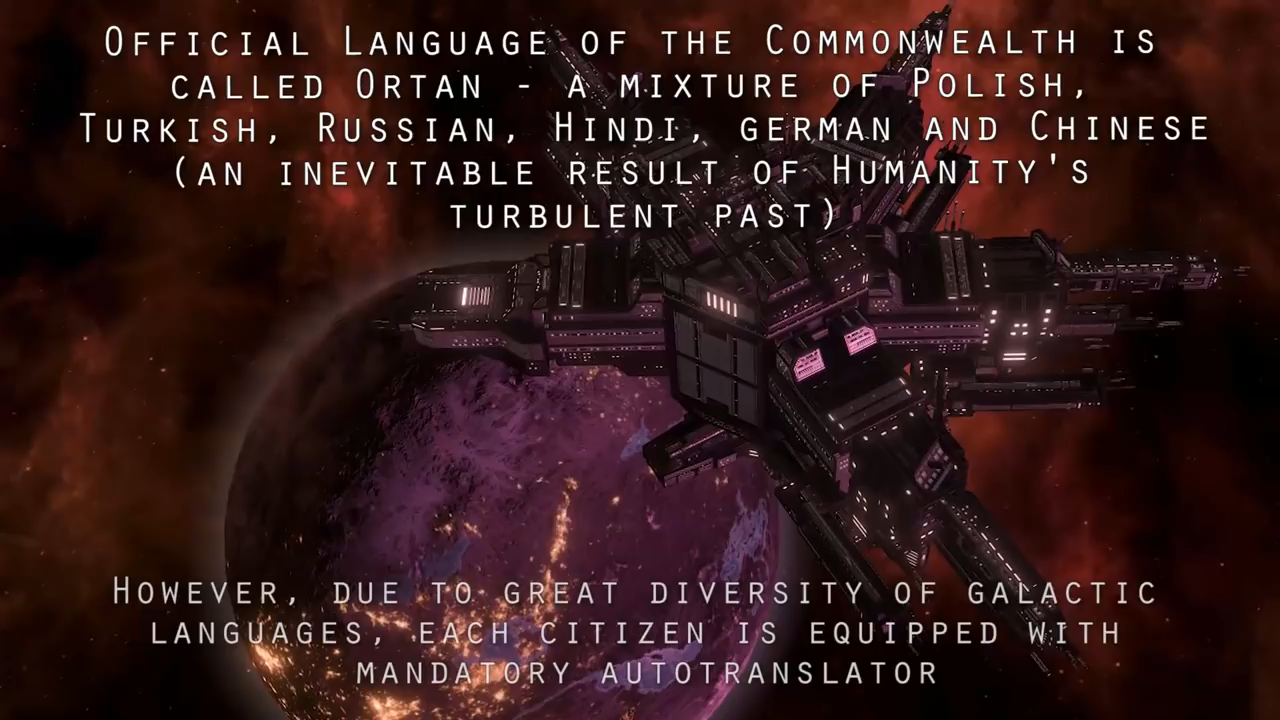 Official Language of the Commonwealth is
called Ortan - a mixture of Polish,
Turkish, Russian, Hindi, german and Chinese
(an inevitable result of Humanity's
turbulent past)
However, due to great diversity of galactic
languages, each citizen is equipped with
mandatory autotranslator